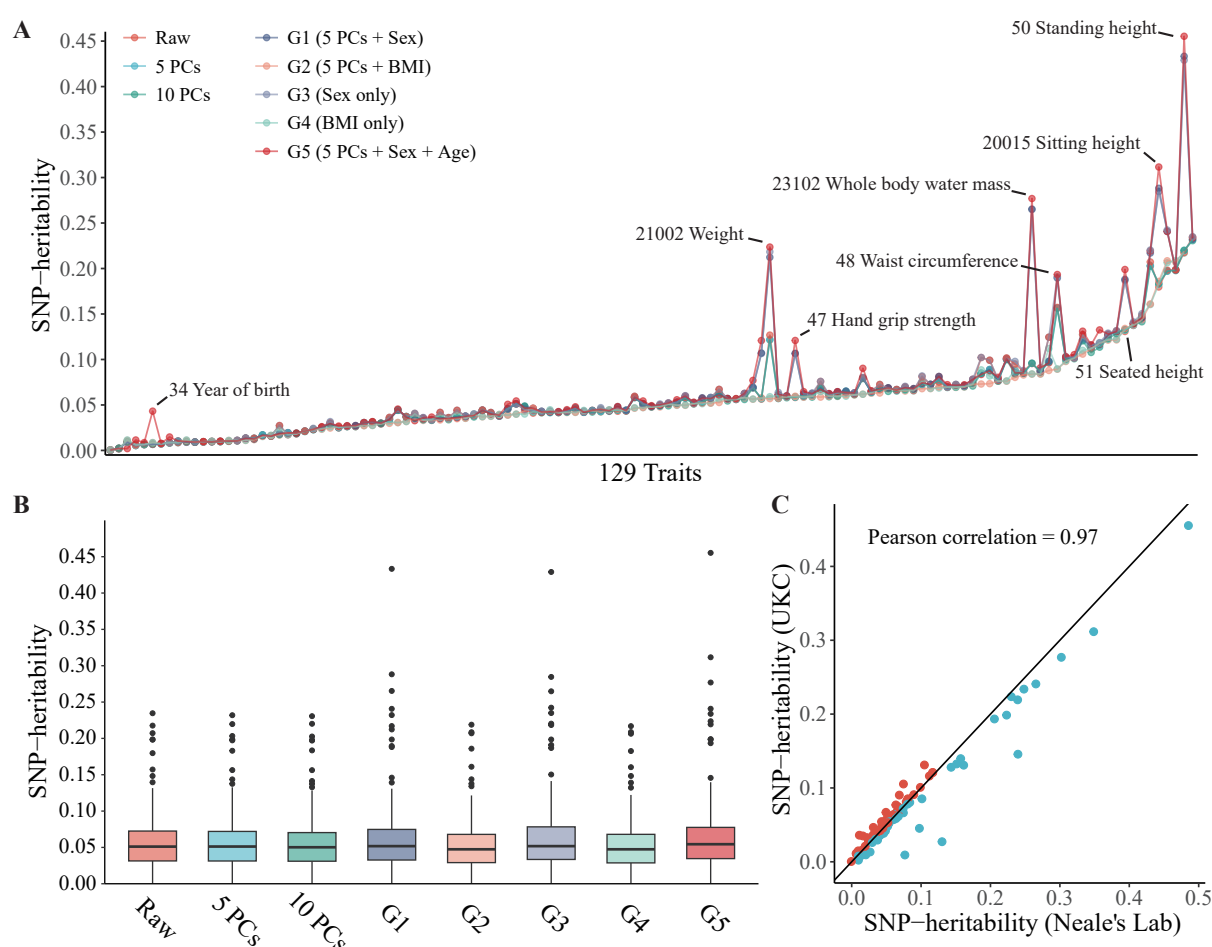 A
SNP−heritability
0.45
0.40
0.35
0.30
0.25
0.20
0.15
0.10
0.05
0.00
Raw
5 PCs
10 PCs
G1 (5 PCs + Sex)
G2 (5 PCs + BMI)
G3 (Sex only)
G4 (BMI only)
G5 (5 PCs + Sex + Age)
50 Standing height
20015 Sitting height
23102 Whole body water mass
21002 Weight
48 Waist circumference
47 Hand grip strength
51 Seated height
34 Year of birth
129 Traits
B
SNP−heritability
0.45
0.40
0.35
0.30
0.25
0.20
0.15
0.10
0.05
0.00
Raw
5 PCs
10 PCs
G1
G2
G3
G4
G5
C
Pearson correlation = 0.97
SNP−heritability (UKC)
0.4
0.3
0.2
0.1
0.0
0.0
0.1
0.2
0.3
0.4
0.5
SNP−heritability (Neale's Lab)